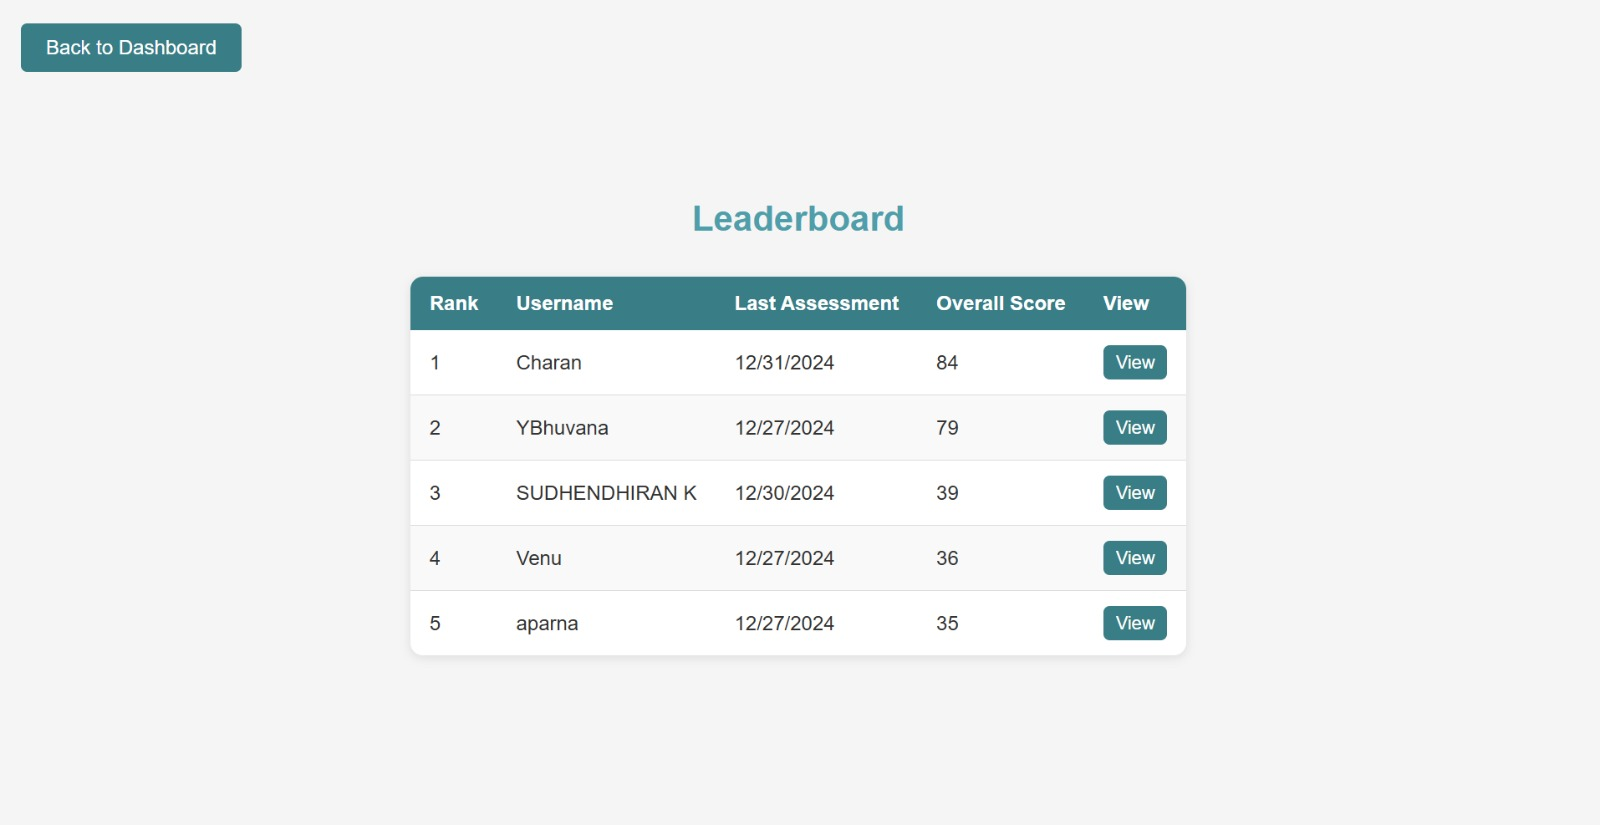 Back to Dashboard
Leaderboard
Rank Username Last Assessment Overall Score View
1 Charan 12/31/2024 84 View
2 YBhuvana 12/27/2024 79 View
3 SUDHENDHIRAN K 12/30/2024 39 View
4 Venu 12/27/2024 36 View
5 aparna 12/27/2024 35 View